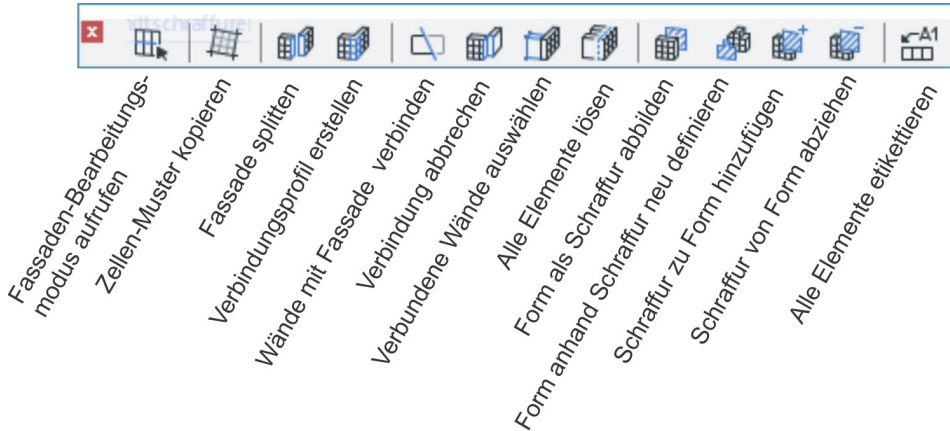 ittschraffuren
A1
Fassaden-Bearbeitungs-
modus aufrufen
Zellen-Muster kopieren
Fassade splitten
Verbindungsprofil erstellen
Wände mit Fassade verbinden
Verbindung abbrechen
Verbundene Wände auswählen
Alle Elemente lösen
Form als Schraffur abbilden
Form anhand Schraffur neu definieren
Schraffur zu Form hinzufügen
Schraffur von Form abziehen
Alle Elemente etikettieren